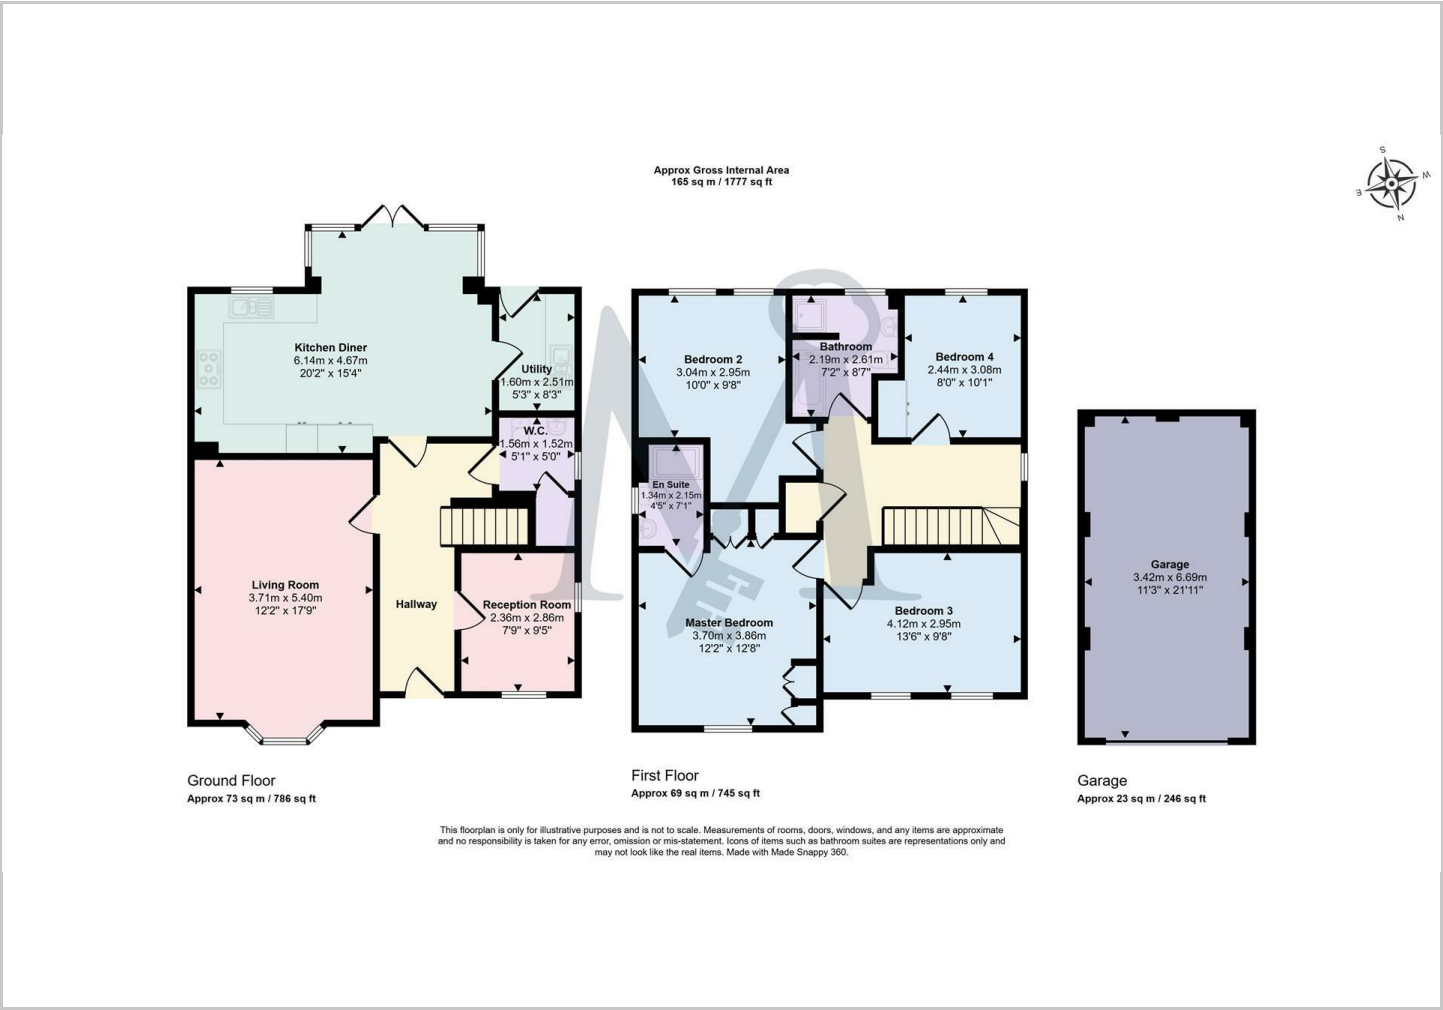 Approx Gross Internal Area
165 sq m / 1777 sq ft
S
W
E
N
Kitchen Diner
6.14m x 4.67m
20'2" x 15'4"
Utility
1.60m x 2.51m
5'3" x 8'3"
W.C.
1.56m x 1.52m
5'1" x 5'0"
Living Room
3.71m x 5.40m
12'2" x 17'9"
Hallway
Reception Room
2.36m x 2.86m
7'9" x 9'5"
Ground Floor
Approx 73 sq m / 786 sq ft
Bedroom 2
3.04m x 2.95m
10'0" x 9'8"
Bathroom
2.19m x 2.61m
7'2" x 8'7"
Bedroom 4
2.44m x 3.08m
8'0" x 10'1"
En Suite
1.34m x 2.15m
4'5" x 7'1"
Master Bedroom
3.70m x 3.86m
12'2" x 12'8"
Bedroom 3
4.12m x 2.95m
13'6" x 9'8"
First Floor
Approx 69 sq m / 745 sq ft
Garage
3.42m x 6.69m
11'3" x 21'11"
Garage
Approx 23 sq m / 246 sq ft
This floorplan is only for illustrative purposes and is not to scale. Measurements of rooms, doors, windows, and any items are approximate
and no responsibility is taken for any error, omission or mis-statement. Icons of items such as bathroom suites are representations only and
may not look like the real items. Made with Made Snappy 360.